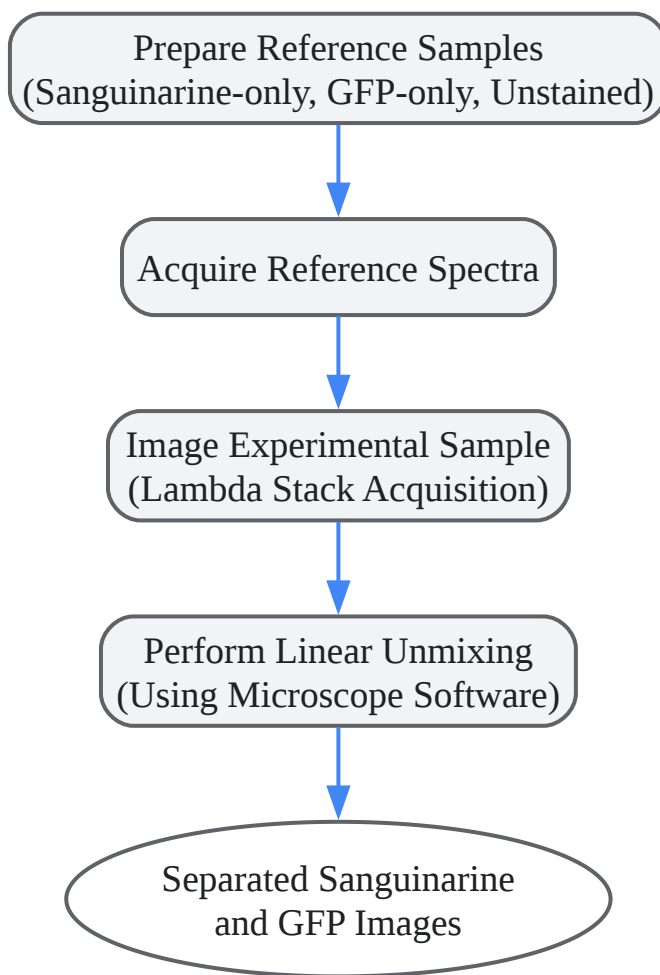 Prepare Reference Samples
(Sanguinarine-only, GFP-only, Unstained)
Acquire Reference Spectra
Image Experimental Sample
(Lambda Stack Acquisition)
Perform Linear Unmixing
(Using Microscope Software)
Separated Sanguinarine
and GFP Images